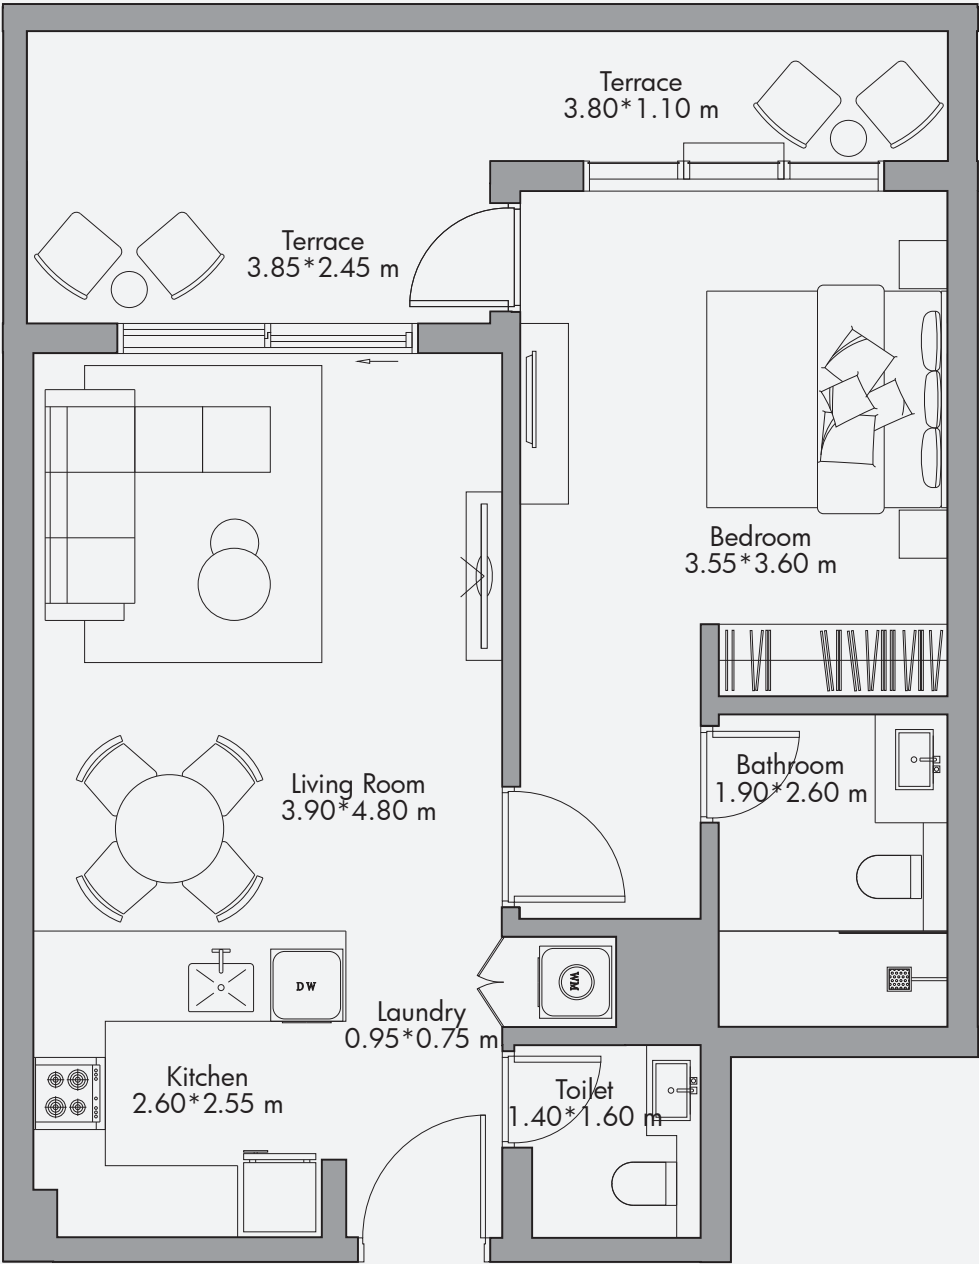 Terrace
3.80*1.10 m
Terrace
3.85*2.45 m
Bedroom
3.55*3.60 m
Bathroom
1.90*2.60 m
Living Room
3.90*4.80 m
DW
WM
Laundry
0.95*0.75 m
Kitchen
2.60*2.55 m
Toilet
1.40*1.60 m